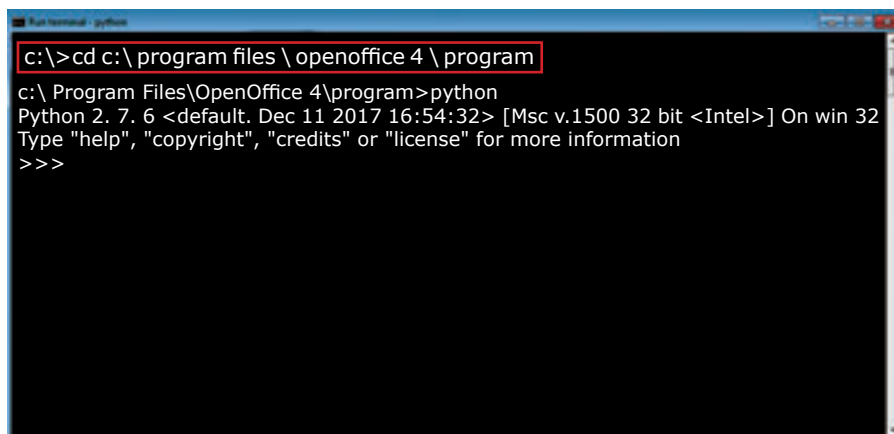 Run terminal - python
c:\>cd c:\ program files \ openoffice 4 \ program
c:\ Program Files\OpenOffice 4\program>python
Python 2. 7. 6 <default. Dec 11 2017 16:54:32> [Msc v.1500 32 bit <Intel>] On win 32
Type "help", "copyright", "credits" or "license" for more information
>>>